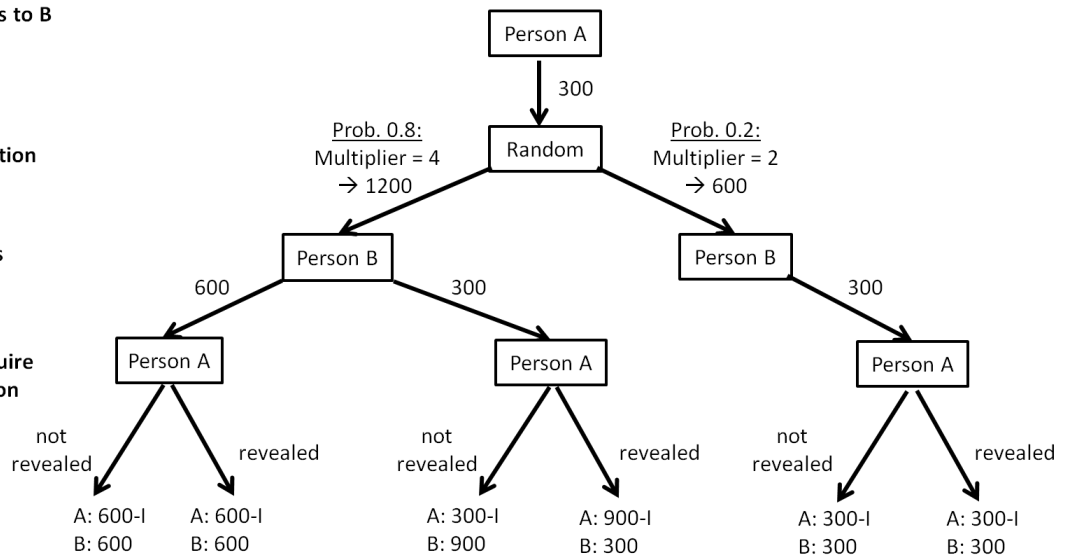 s to B
Person A
300
Prob. 0.8:
Multiplier = 4
→ 1200
Random
Prob. 0.2:
Multiplier = 2
→ 600
tion
s
Person B
Person B
600
300
300
uire
on
Person A
Person A
Person A
not
revealed
revealed
not
revealed
revealed
not
revealed
revealed
A: 600-I
B: 600
A: 600-I
B: 600
A: 300-I
B: 900
A: 900-I
B: 300
A: 300-I
B: 300
A: 300-I
B: 300